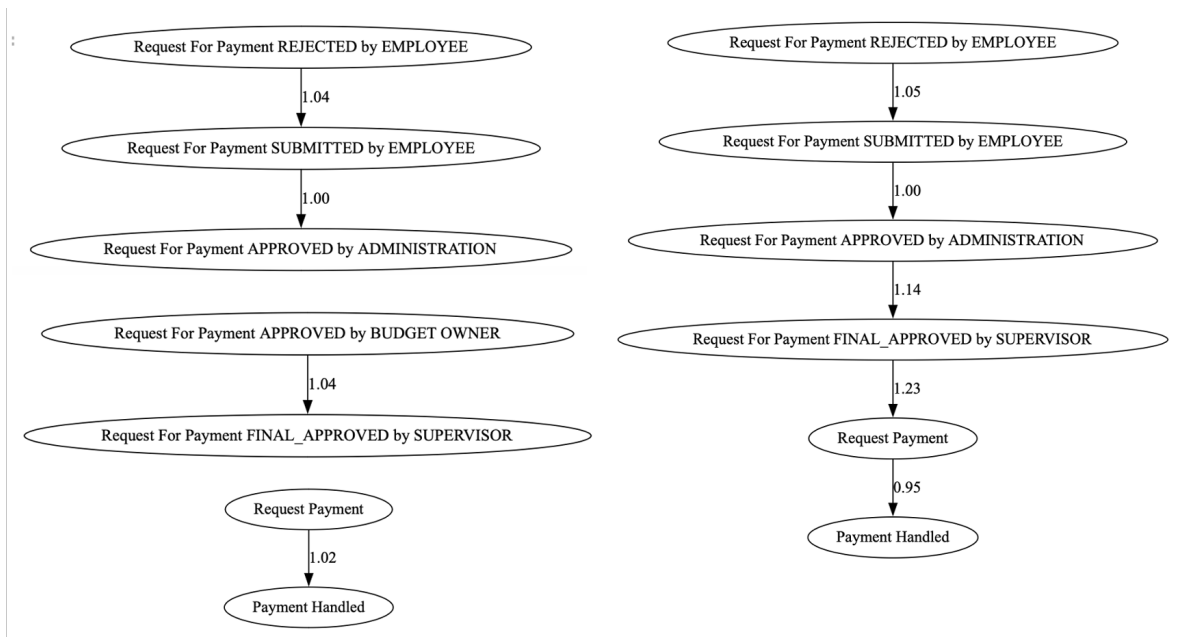 Request For Payment REJECTED by EMPLOYEE
1.04
Request For Payment SUBMITTED by EMPLOYEE
1.00
Request For Payment APPROVED by ADMINISTRATION
Request For Payment APPROVED by BUDGET OWNER
1.04
Request For Payment FINAL_APPROVED by SUPERVISOR
Request Payment
1.02
Payment Handled
Request For Payment REJECTED by EMPLOYEE
1.05
Request For Payment SUBMITTED by EMPLOYEE
1.00
Request For Payment APPROVED by ADMINISTRATION
1.14
Request For Payment FINAL_APPROVED by SUPERVISOR
1.23
Request Payment
0.95
Payment Handled